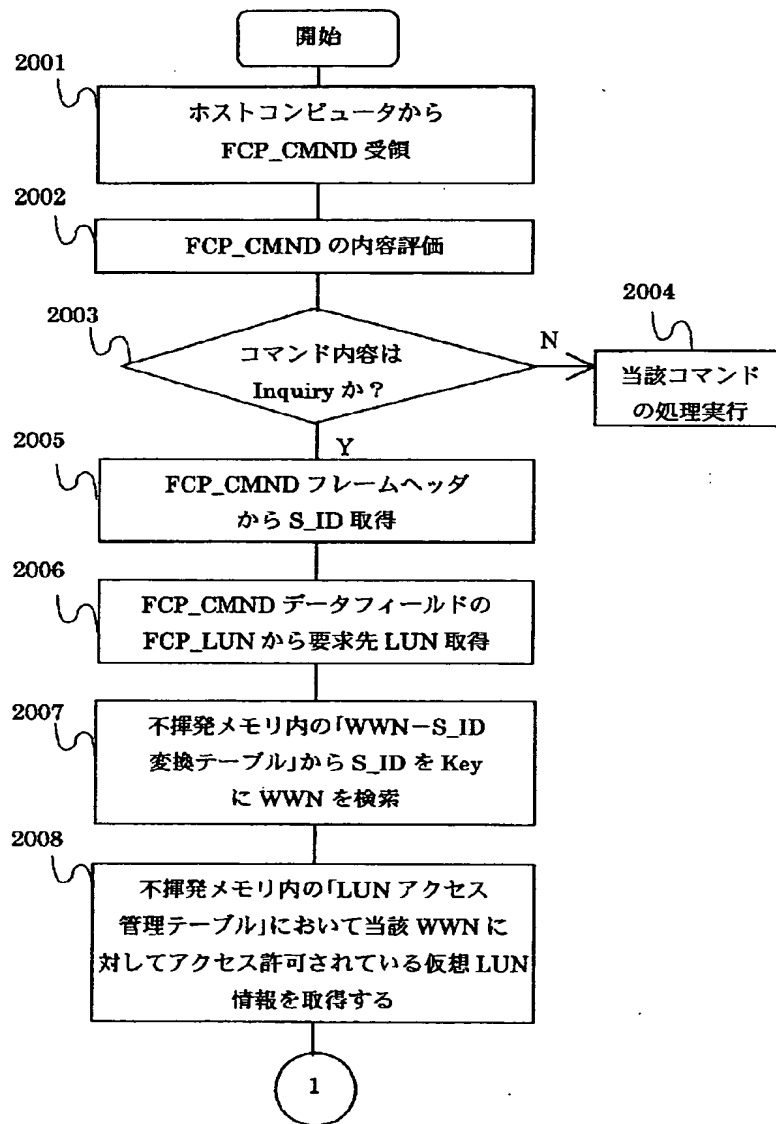 開始
2001
ホストコンピュータから
FCP_CMND 受領
2002
FCP_CMND の内容評価
2003
コマンド内容は
Inquiry か？
N
2004
当該コマンド
の処理実行
Y
2005
FCP_CMND フレームヘッダ
から S_ID 取得
2006
FCP_CMND データフィールドの
FCP_LUN から要求先 LUN 取得
2007
不揮発メモリ内の「WWN－S_ID
変換テーブル」から S_ID を Key
に WWN を検索
2008
不揮発メモリ内の「LUN アクセス
管理テーブル」において当該 WWN に
対してアクセス許可されている仮想 LUN
情報を取得する
1